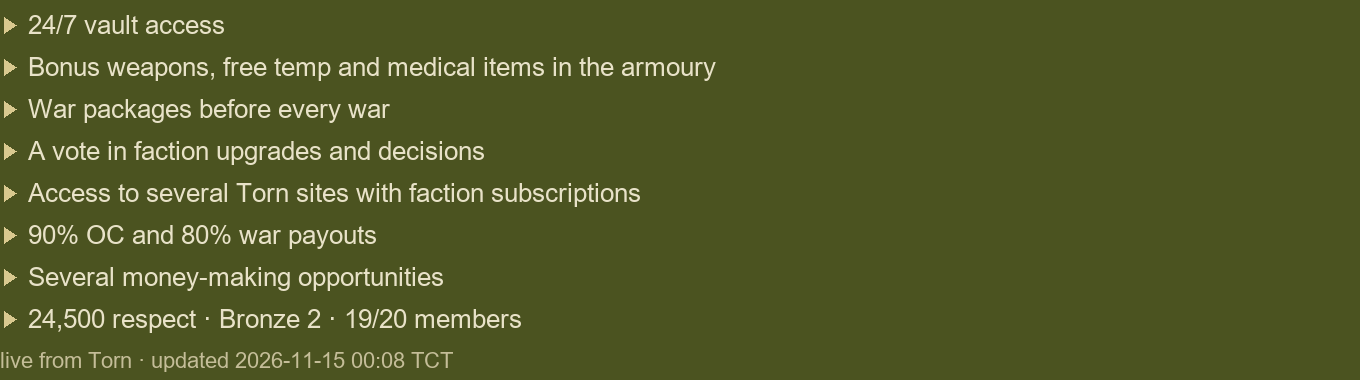 24/7 vault access
Bonus weapons, free temp and medical items in the armoury
War packages before every war
A vote in faction upgrades and decisions
Access to several Torn sites with faction subscriptions
90% OC and 80% war payouts
Several money-making opportunities
24,500 respect · Bronze 2 · 19/20 members
live from Torn · updated 2026-11-15 00:08 TCT